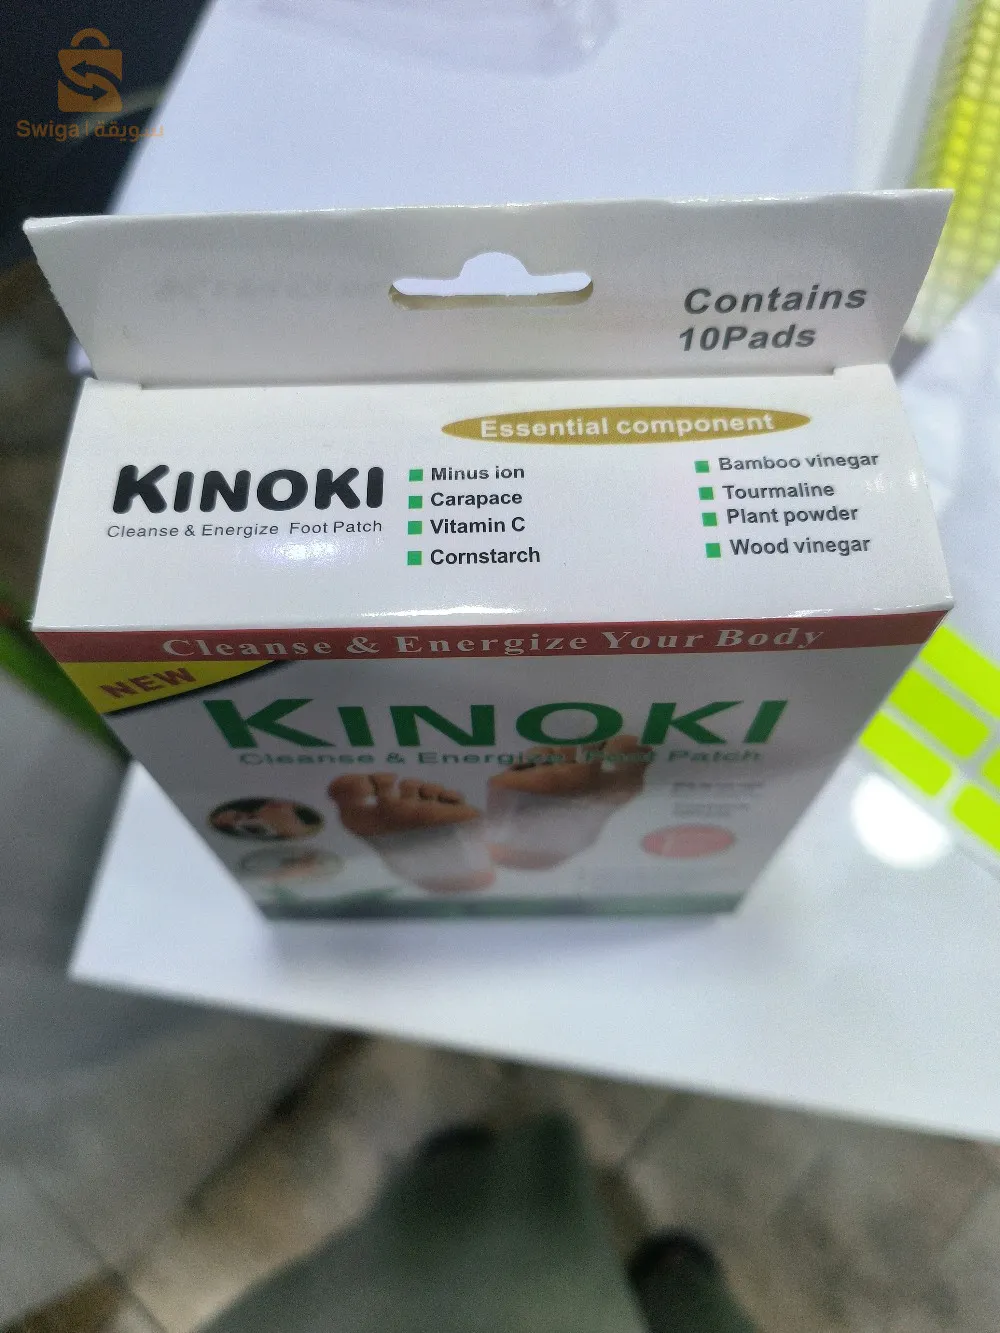 Swiga | سويقة
Contains
10Pads
Essential component
KINOKI
Cleanse & Energize Foot Patch
Minus ion
Carapace
Vitamin C
Cornstarch
Bamboo vinegar
Tourmaline
Plant powder
Wood vinegar
Cleanse & Energize Your Body
NEW
KINOKI
Cleanse & Energize Foot Patch